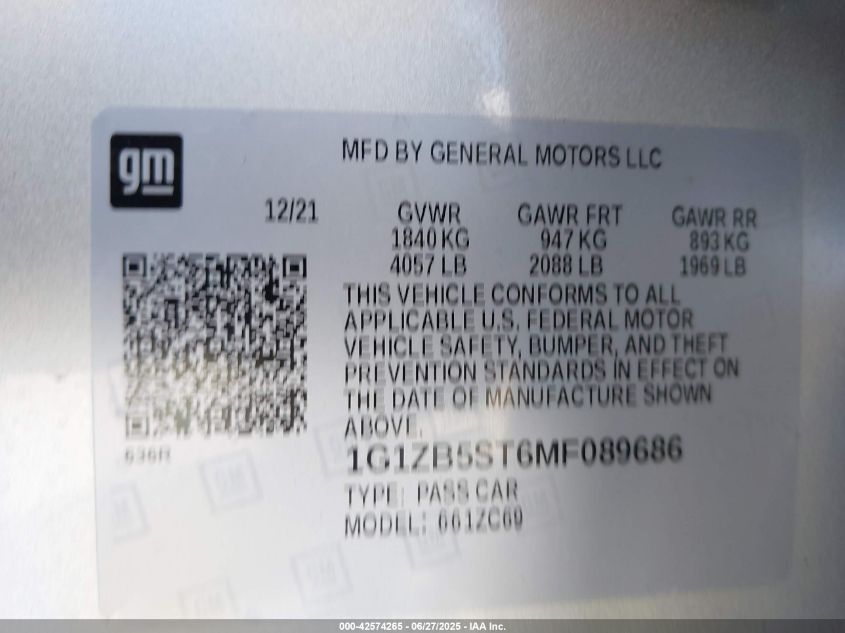 gm
MFD BY GENERAL MOTORS LLC
12/21 GVWR GAWR FRT GAWR RR
1840 KG 947 KG 893 KG
4057 LB 2088 LB 1969 LB
THIS VEHICLE CONFORMS TO ALL
APPLICABLE U.S. FEDERAL MOTOR
VEHICLE SAFETY, BUMPER, AND THEFT
PREVENTION STANDARDS IN EFFECT ON
THE DATE OF MANUFACTURE SHOWN
ABOVE.
636R
1G1ZB5ST6MF089686
TYPE: PASS CAR
MODEL: 661ZC69
000-42574265 - 06/27/2025 - IAA Inc.